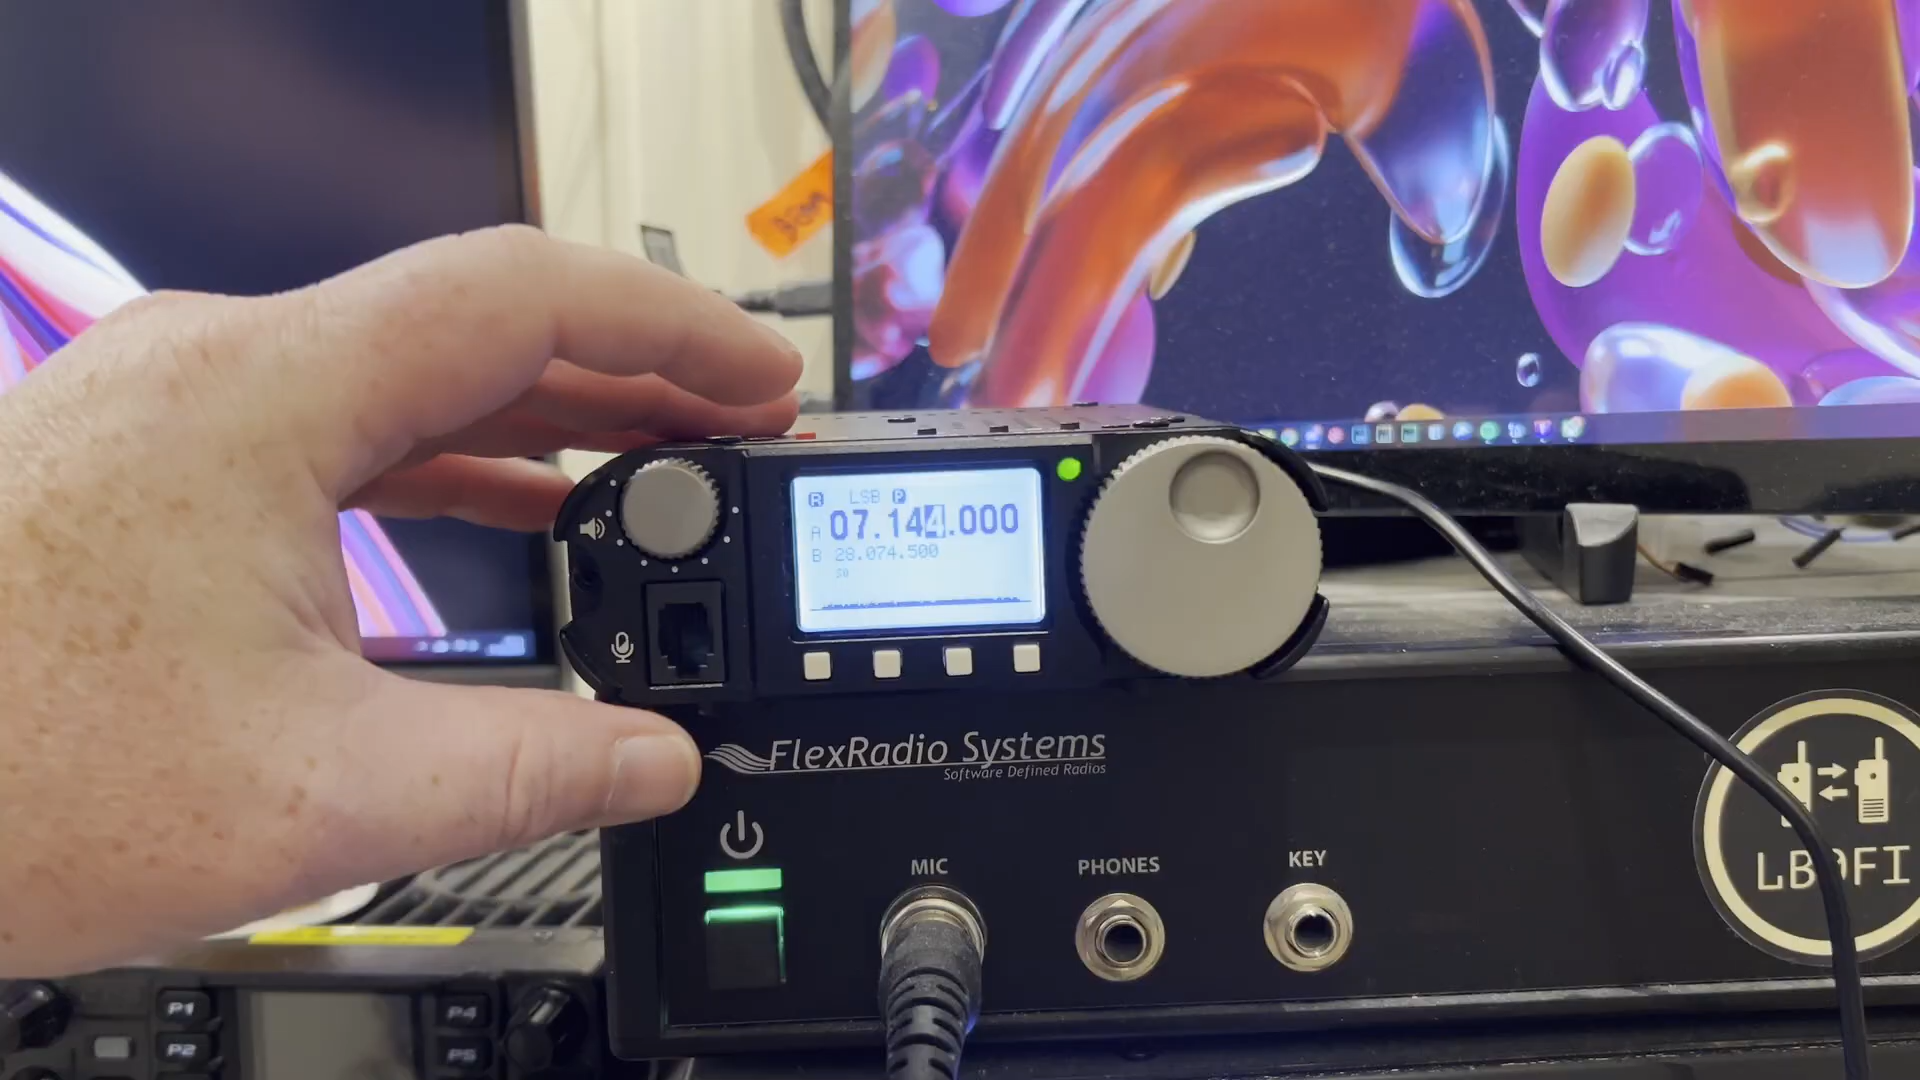 R LSB P
A 07.144.000
B 28.074.500
S0
FlexRadio Systems
Software Defined Radios
MIC
PHONES
KEY
P1
P2
P4
P5